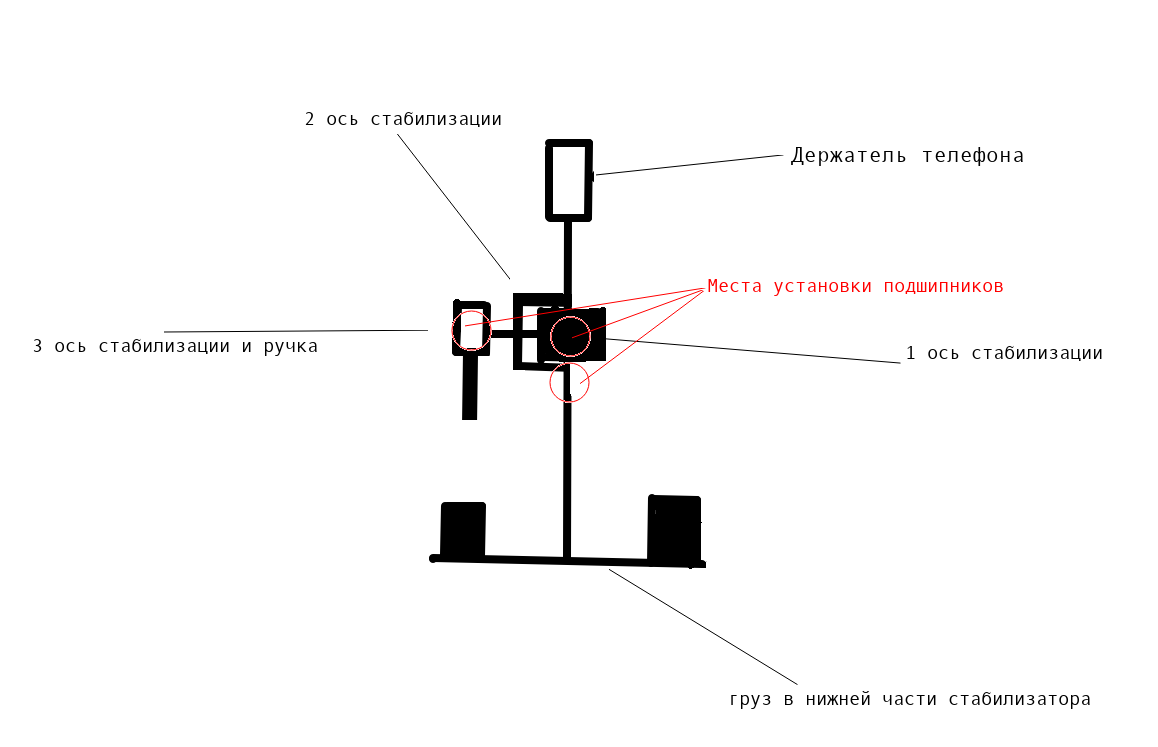 2 ось стабилизации
Держатель телефона
Места установки подшипников
3 ось стабилизации и ручка
1 ось стабилизации
груз в нижней части стабилизатора